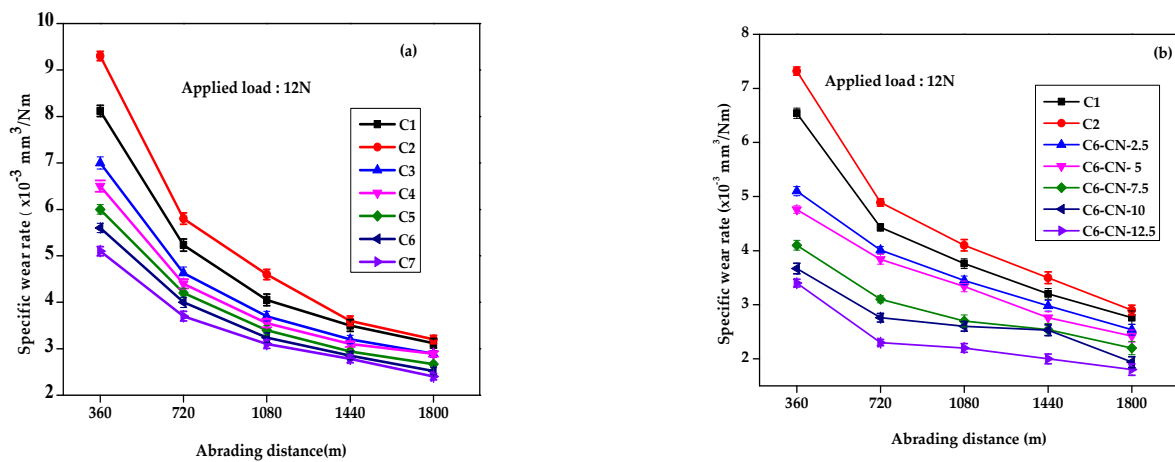 (a)
Applied load : 12N
C1
C2
C3
C4
C5
C6
C7
10
9
8
7
6
5
4
3
2
Specific wear rate ( x10⁻³ mm³/Nm
360 720 1080 1440 1800
Abrading distance(m)
(b)
Applied load : 12N
C1
C2
C6-CN-2.5
C6-CN- 5
C6-CN-7.5
C6-CN-10
C6-CN-12.5
8
7
6
5
4
3
2
Specific wear rate (x10⁻³ mm³/Nm)
360 720 1080 1440 1800
Abrading distance (m)